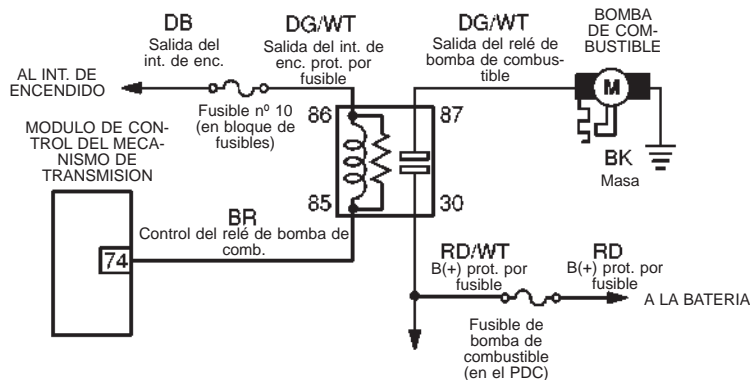 DB
Salida del
int. de enc.
DG/WT
Salida del int. de
enc. prot. por
fusible
DG/WT
Salida del relé de
bomba de combus-
tible
BOMBA
DE COM-
BUSTIBLE
M
AL INT. DE
ENCENDIDO
Fusible nº 10
(en bloque de
fusibles)
86
87
MODULO DE CON-
TROL DEL MECA-
NISMO DE
TRANSMISION
BK
Masa
85
30
BR
Control del relé de bomba de
comb.
74
RD/WT
B(+) prot. por
fusible
RD
B(+) prot. por
fusible
A LA BATERIA
Fusible de
bomba de
combustible
(en el PDC)